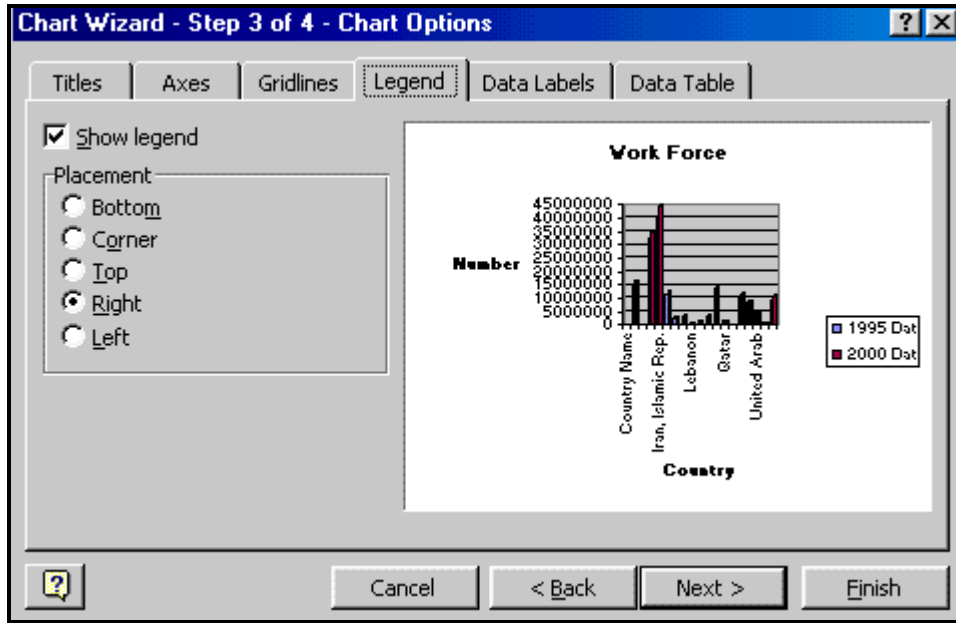 Chart Wizard - Step 3 of 4 - Chart Options
Titles
Axes
Gridlines
Legend
Data Labels
Data Table
Show legend
Placement
Bottom
Corner
Top
Right
Left
Work Force
Number
45000000
40000000
35000000
30000000
25000000
20000000
15000000
10000000
5000000
0
Country Name
Iran, Islamic Rep.
Lebanon
Qatar
United Arab
Country
1995 Dat
2000 Dat
Cancel
< Back
Next >
Finish